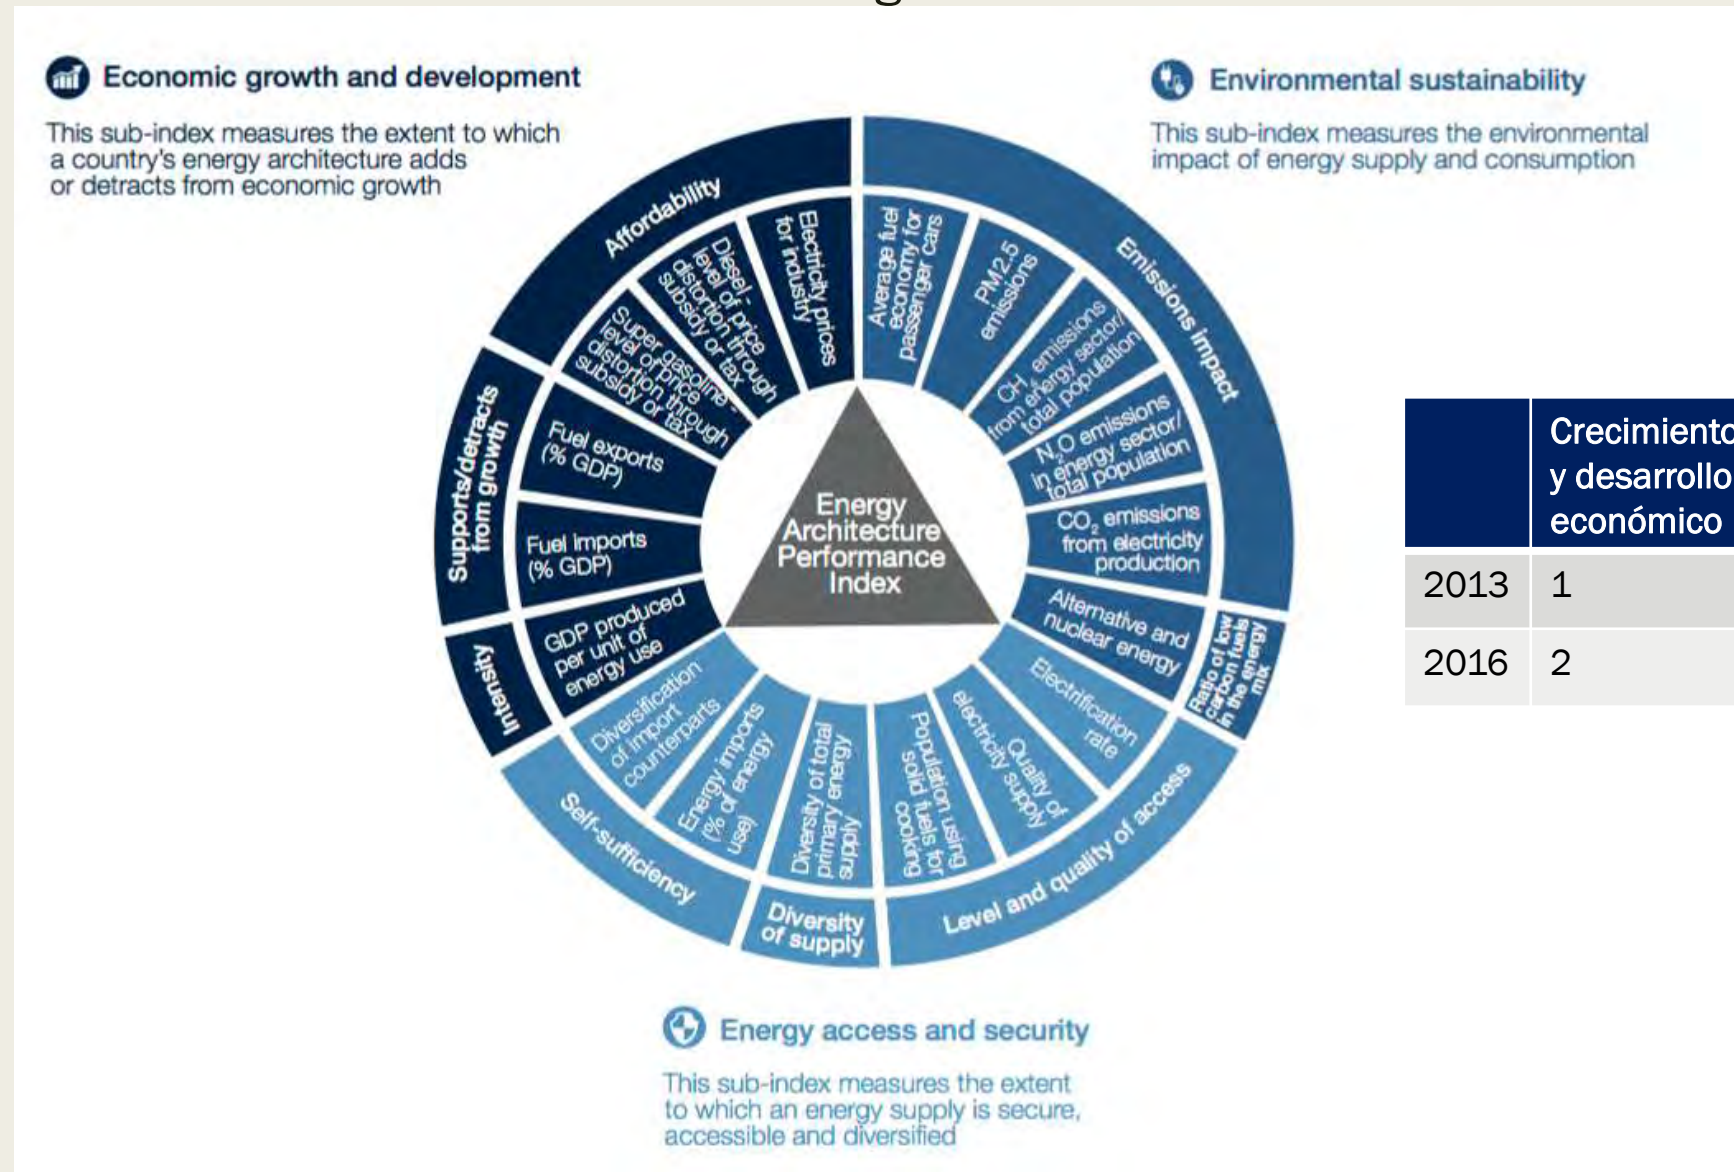 Economic growth and development
This sub-index measures the extent to which
a country's energy architecture adds
or detracts from economic growth
Environmental sustainability
This sub-index measures the environmental
impact of energy supply and consumption
Affordability
Electricity prices
for industry
Diesel -
level of price
distortion through
subsidy or tax
Super gasoline -
level of price
distortion through
subsidy or tax
Supports/detracts
from growth
Fuel exports
(% GDP)
Fuel imports
(% GDP)
Intensity
GDP produced
per unit of
energy use
Emissions impact
Average fuel
economy for
passenger cars
PM2.5
emissions
CH emissions
from energy sector/
total population
N₂O emissions
in energy sector/
total population
CO₂ emissions
from electricity
production
Ratio of low
carbon fuels
in the energy
mix
Alternative and
nuclear energy
Energy
Architecture
Performance
Index
Level and quality of access
Electrification
rate
Quality of
electricity supply
Population using
solid fuels for
cooking
Diversity
of supply
Diversity of total
primary energy
supply
Self-sufficiency
Energy imports
(% of energy
use)
Diversification
of import
counterparts
Energy access and security
This sub-index measures the extent
to which an energy supply is secure,
accessible and diversified
Crecimiento
y desarrollo
económico
2013 1
2016 2